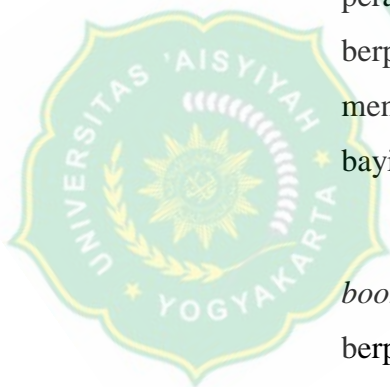 pera
berp
men
bayi
boo
berp
UNIVERSITAS 'AISYIYAH
YOGYAKARTA